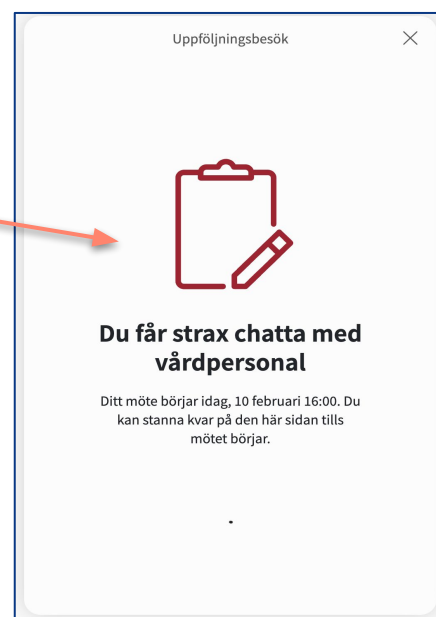 Uppföljningsbesök
Du får strax chatta med
vårdpersonal
Ditt möte börjar idag, 10 februari 16:00. Du
kan stanna kvar på den här sidan tills
mötet börjar.